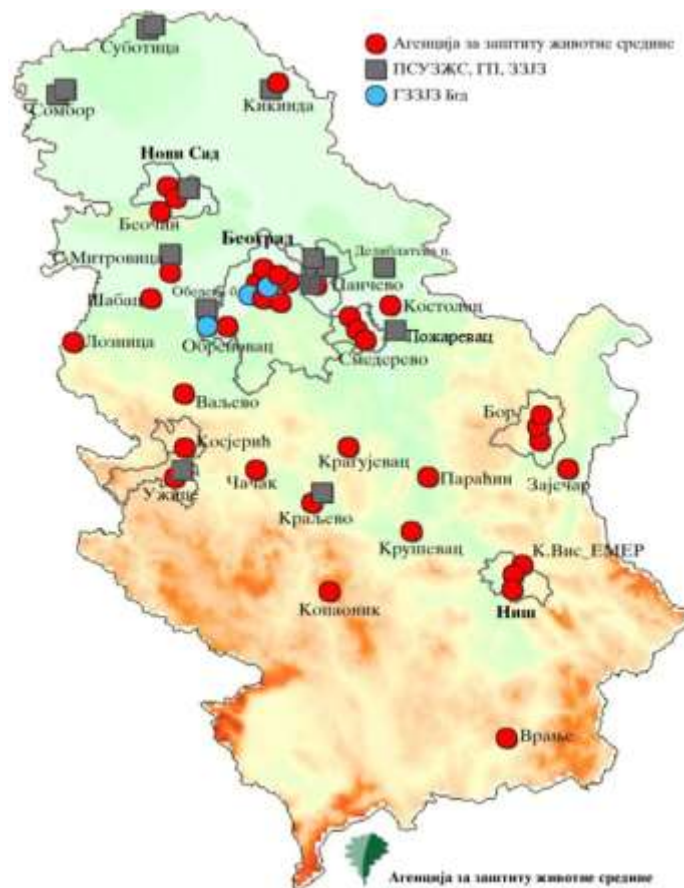 Суботица
Агенција за заштиту животне средине
ПСУЗЖС, ГП, ЗЗЈЗ
ГЗЗЈЗ Бгд
Сомбор
Кикинда
Нови Сад
Беочин
Београд
С.Митровица
Делиблатска п.
Обедска б.
Панчево
Шабац
Костолац
Обреновац
Пожаревац
Лозница
Смедерево
Ваљево
Бор
Косјерић
Крагујевац
Ужице
Чачак
Параћин
Зајечар
Краљево
Крушевац
К.Вис_ЕМЕР
Копаоник
Ниш
Врање
Агенција за заштиту животне средине